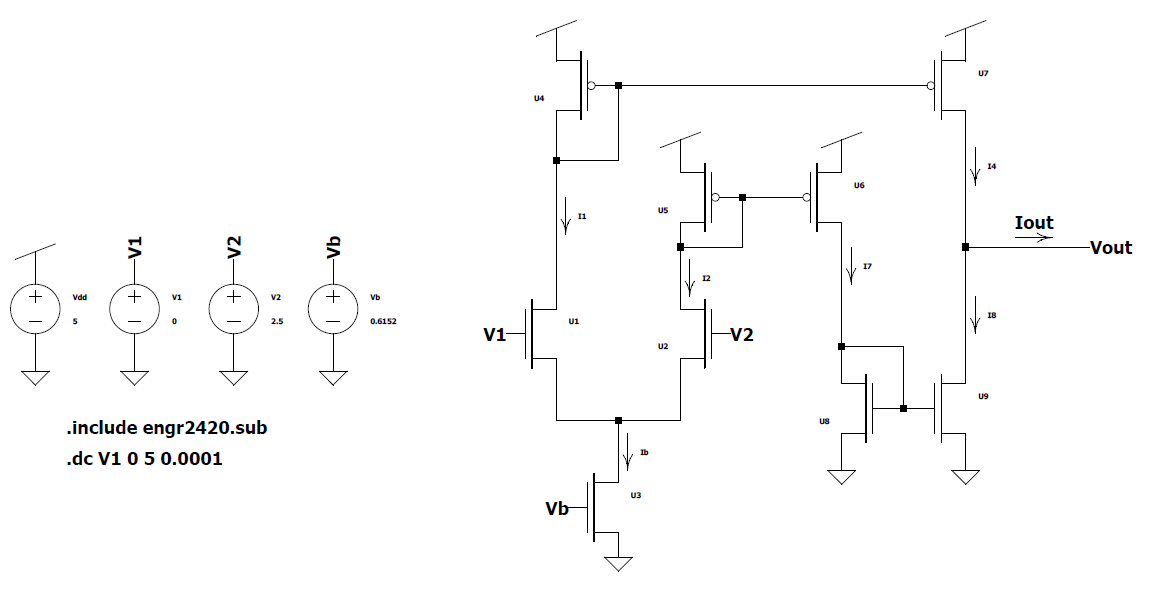 U4
U7
U5
U6
I4
I1
Iout
Vout
I7
I2
V1
V2
Vb
Vdd
5
V1
0
V2
2.5
Vb
0.6152
V1
U1
U2
V2
I8
U8
U9
.include engr2420.sub
.dc V1 0 5 0.0001
Ib
U3
Vb